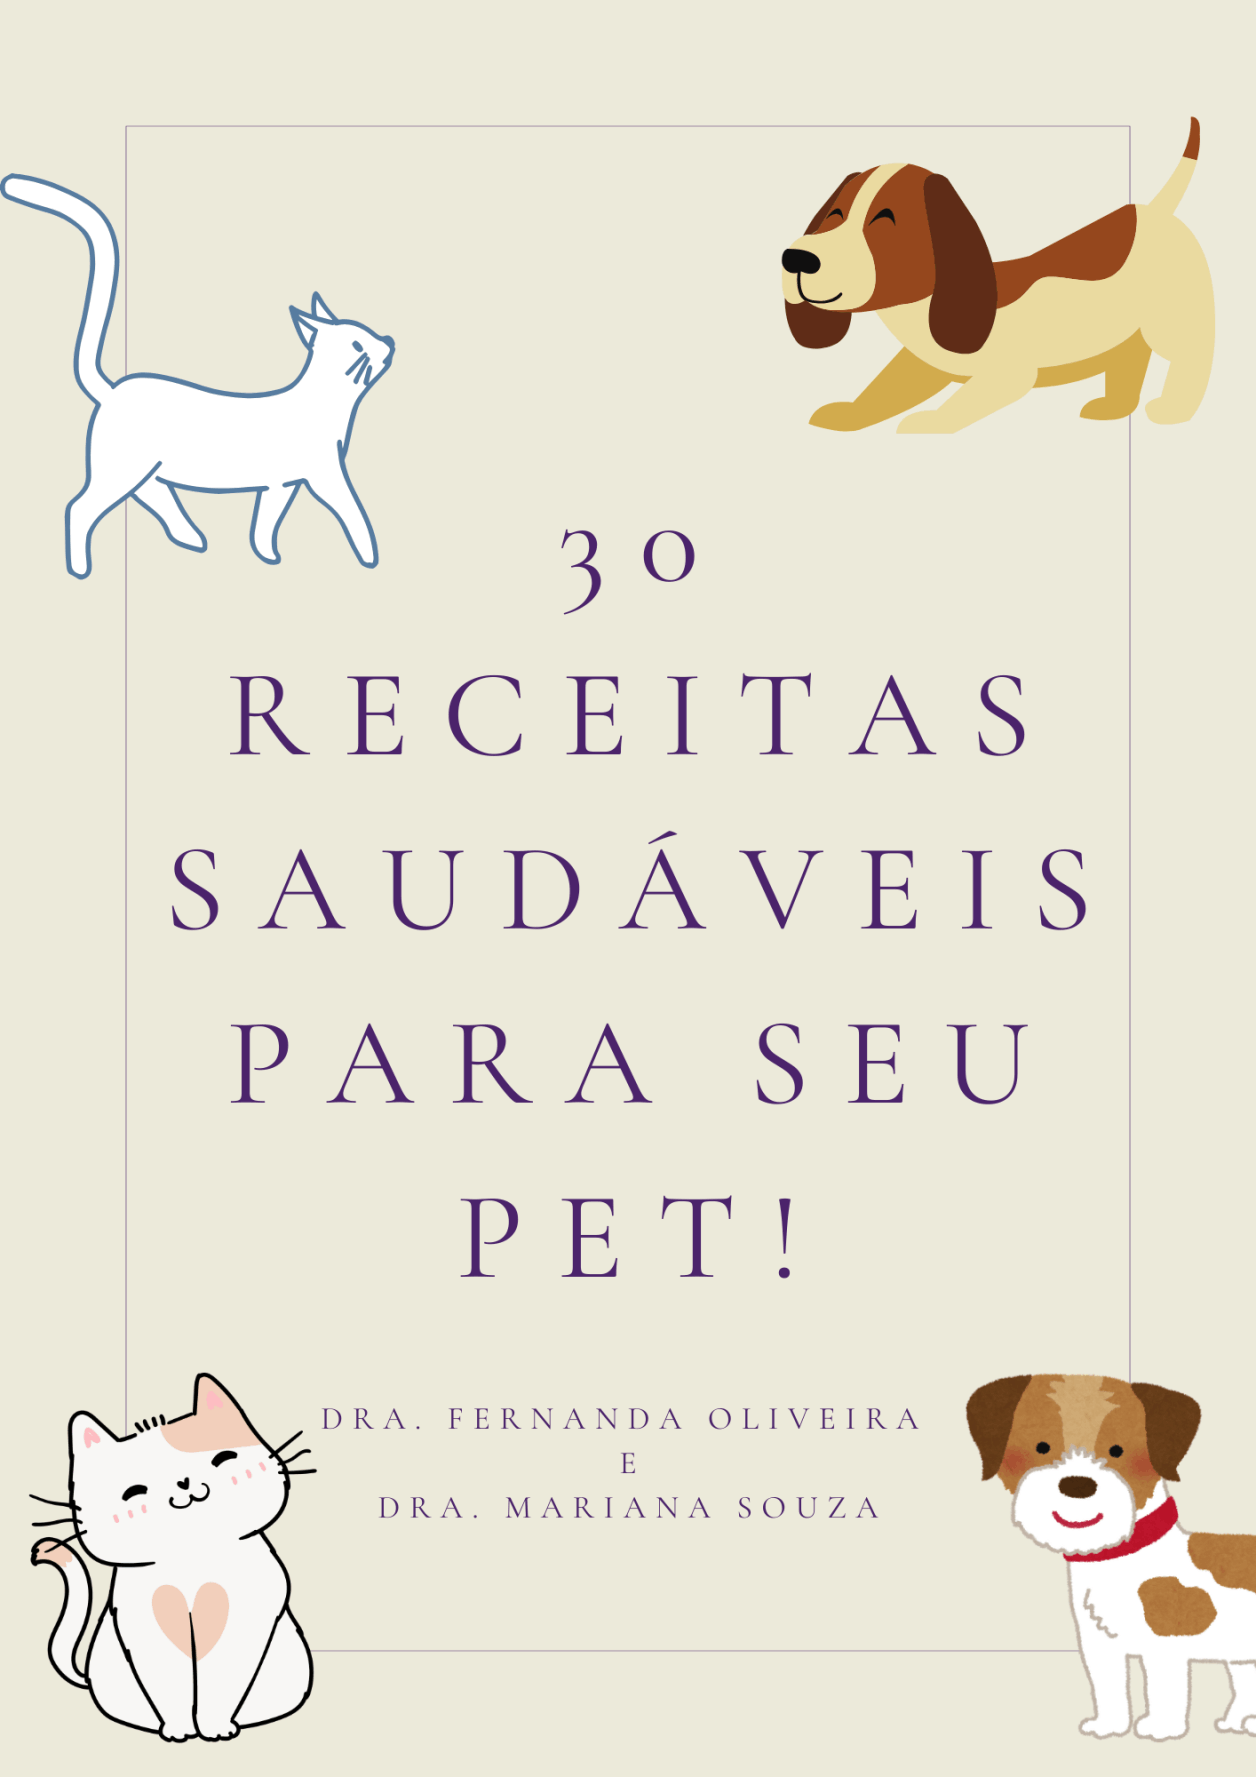 30
RECEITAS
SAUDÁVEIS
PARA SEU
PET!
DRA. FERNANDA OLIVEIRA
E
DRA. MARIANA SOUZA